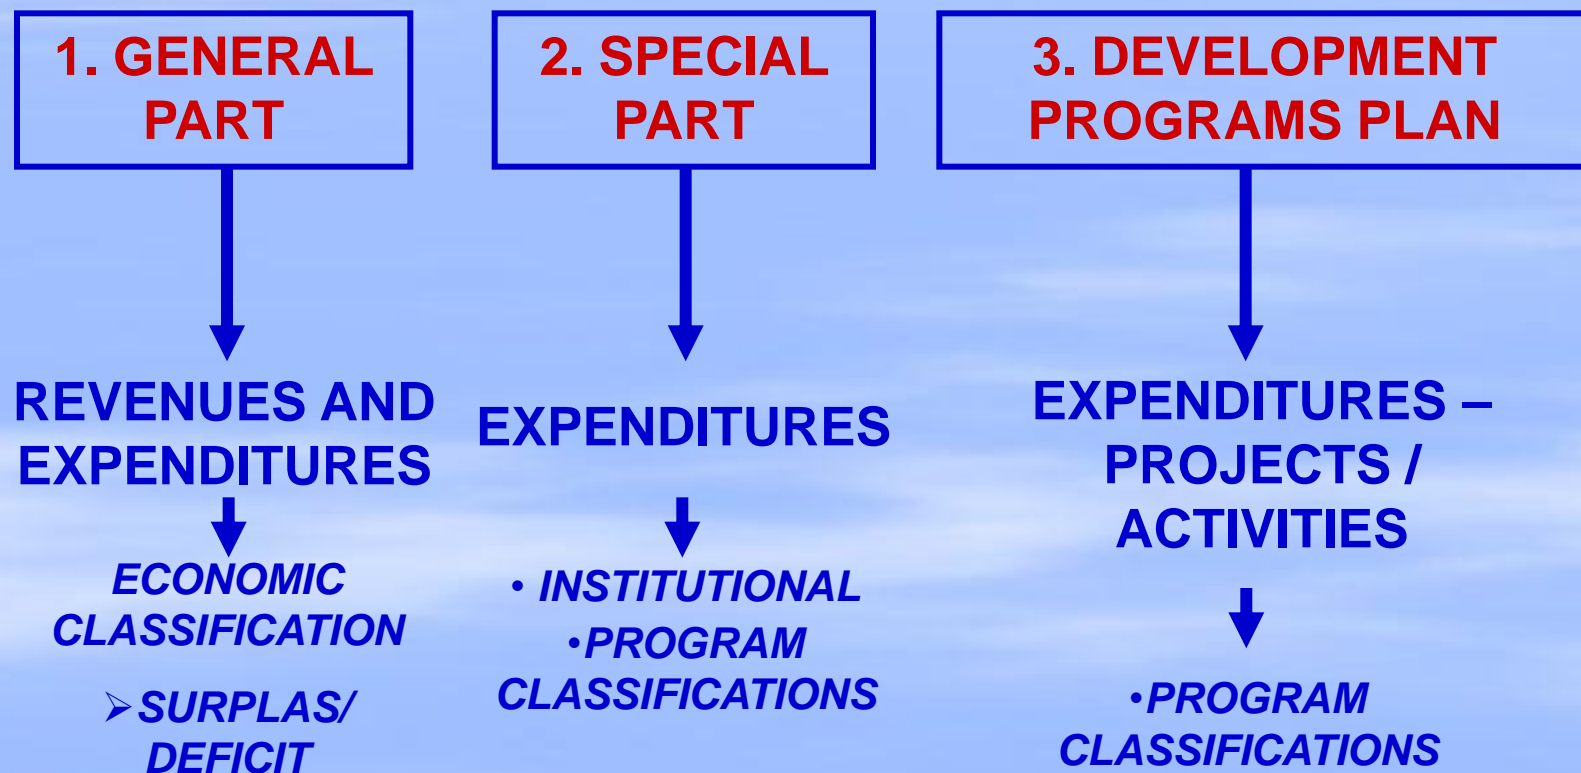 1. GENERAL
PART
REVENUES AND
EXPENDITURES
ECONOMIC
CLASSIFICATION
➢SURPLAS/
DEFICIT
2. SPECIAL
PART
EXPENDITURES
• INSTITUTIONAL
•PROGRAM
CLASSIFICATIONS
3. DEVELOPMENT
PROGRAMS PLAN
EXPENDITURES –
PROJECTS /
ACTIVITIES
•PROGRAM
CLASSIFICATIONS